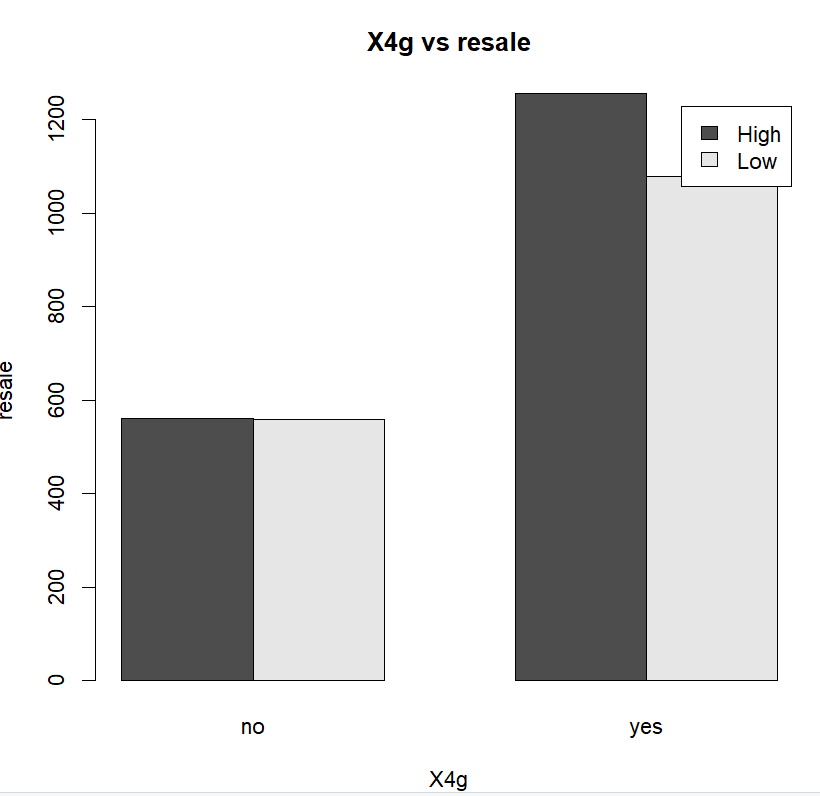 X4g vs resale
High
Low
1200
1000
800
600
400
200
0
resale
no
yes
X4g